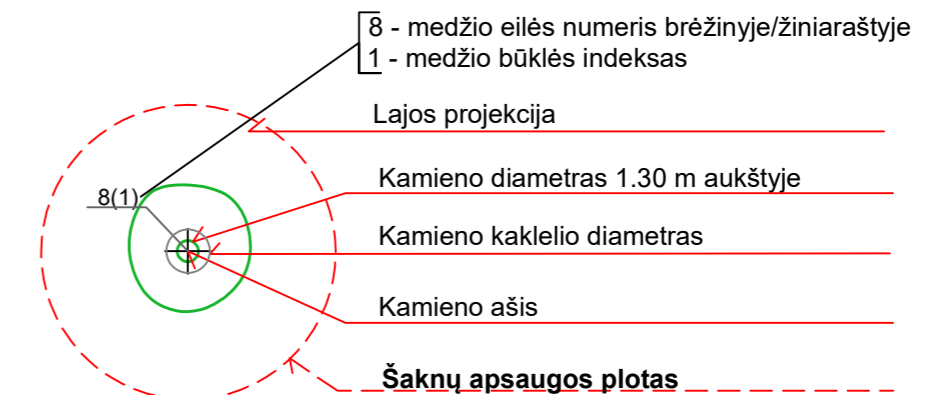 8 - medžio eilės numeris brėžinyje/žiniaraštyje
1 - medžio būklės indeksas
Lajos projekcija
Kamieno diametras 1.30 m aukštyje
8(1)
Kamieno kaklelio diametras
Kamieno ašis
Šaknų apsaugos plotas